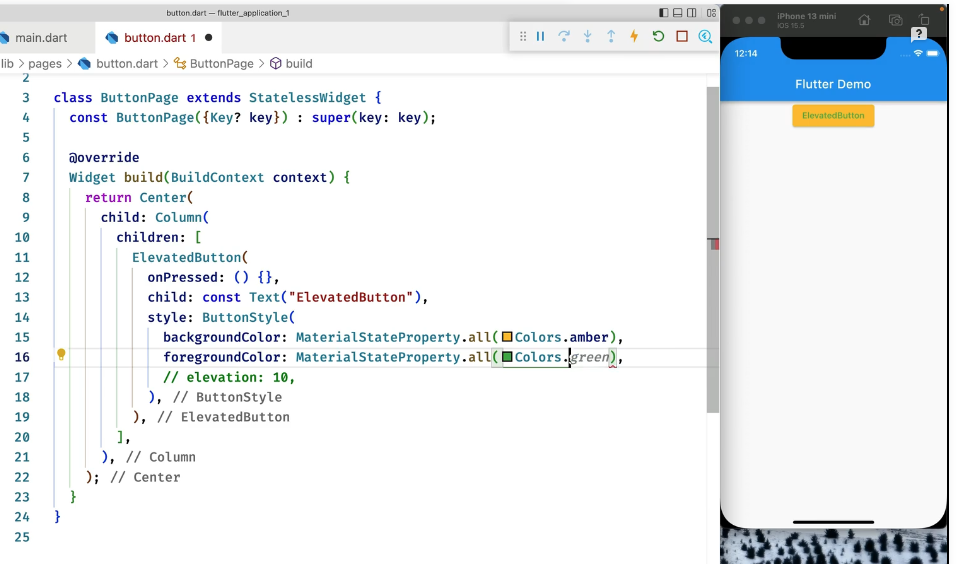 button.dart — flutter_application_1
main.dart
button.dart 1
lib > pages > button.dart > ButtonPage > build
2
3 class ButtonPage extends StatelessWidget {
4 const ButtonPage({Key? key}) : super(key: key);
5
6 @override
7 Widget build(BuildContext context) {
8 return Center(
9 child: Column(
10 children: [
11 ElevatedButton(
12 onPressed: () {},
13 child: const Text("ElevatedButton"),
14 style: ButtonStyle(
15 backgroundColor: MaterialStateProperty.all(Colors.amber),
16 foregroundColor: MaterialStateProperty.all(Colors.green),
17 // elevation: 10,
18 ), // ButtonStyle
19 ), // ElevatedButton
20 ],
21 ), // Column
22 ); // Center
23 }
24 }
25
iPhone 13 mini
iOS 15.5
?
12:14
Flutter Demo
ElevatedButton